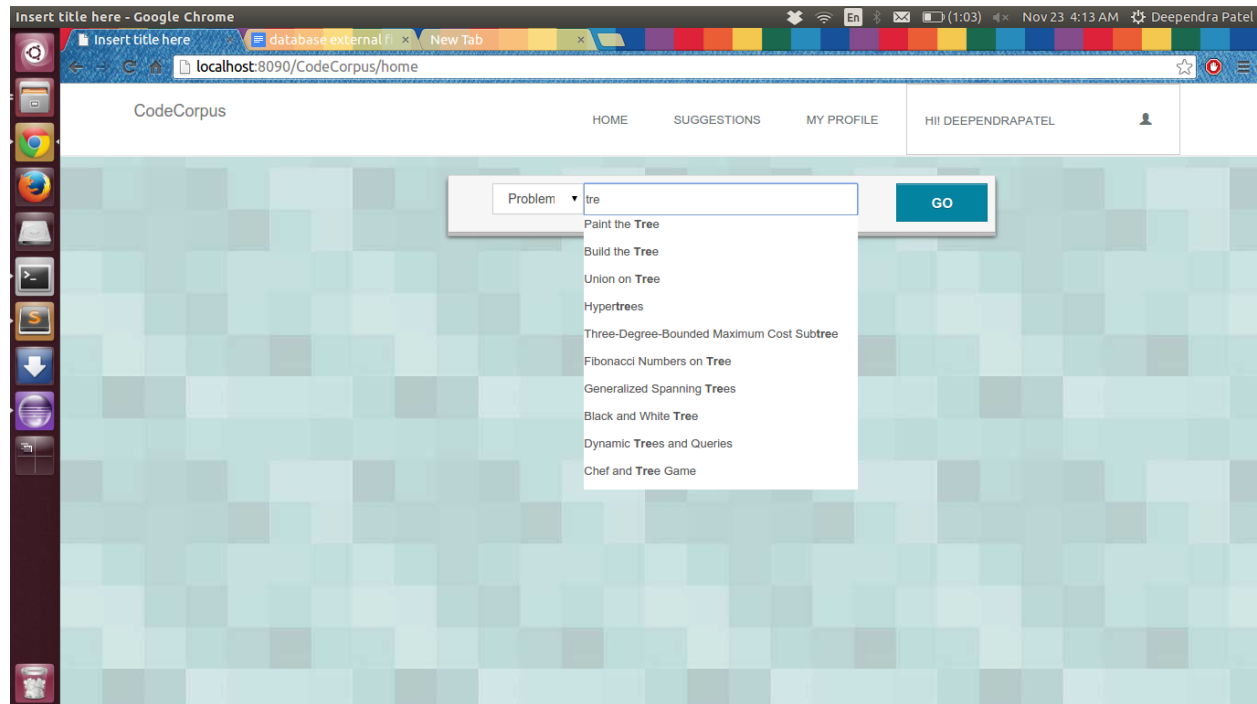 Insert title here - Google Chrome
En
(1:03)
Nov 23 4:13 AM
Deependra Patel
Insert title here
database external fi
New Tab
localhost:8090/CodeCorpus/home
CodeCorpus
HOME
SUGGESTIONS
MY PROFILE
HI! DEEPENDRAPATEL
Problem
tre
GO
Paint the Tree
Build the Tree
Union on Tree
Hypertrees
Three-Degree-Bounded Maximum Cost Subtree
Fibonacci Numbers on Tree
Generalized Spanning Trees
Black and White Tree
Dynamic Trees and Queries
Chef and Tree Game